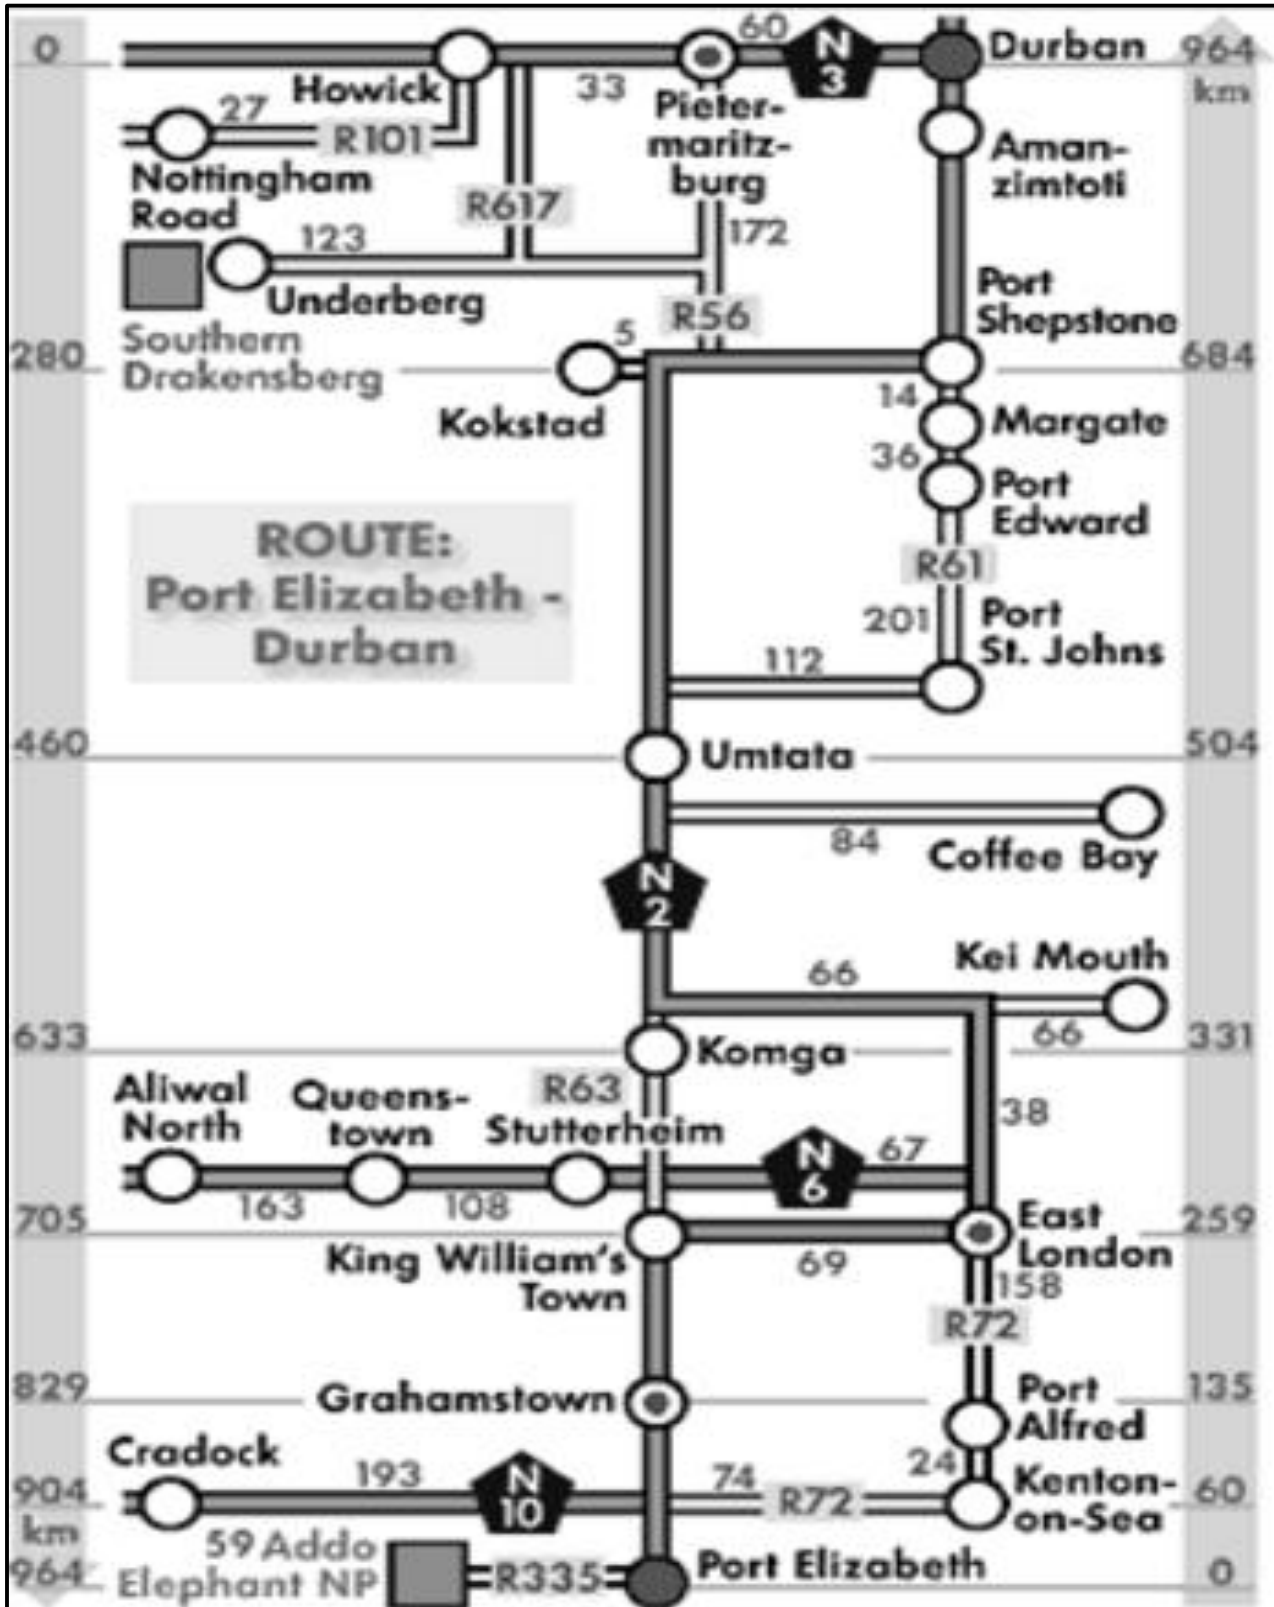 0
60
N
3
Durban
964
km
Howick
33
27
R101
Pieter-
maritz-
burg
Aman-
zimtoti
Nottingham
Road
R617
123
172
Underberg
R56
Port
Shepstone
Southern
Drakensberg
280
5
684
Kokstad
14
Margate
36
Port
Edward
ROUTE:
Port Elizabeth -
Durban
R61
201
Port
St. Johns
112
460
Umtata
504
84
Coffee Bay
N
2
Kei Mouth
66
66
633
Komga
331
Aliwal
North
Queens-
town
R63
Stutterheim
38
N
6
67
163
108
705
East
London
259
King William's
Town
69
158
R72
829
Grahamstown
Port
Alfred
135
Cradock
193
N
10
74
R72
24
Kenton-
on-Sea
904
km
60
59 Addo
Elephant NP
964
R335
Port Elizabeth
0